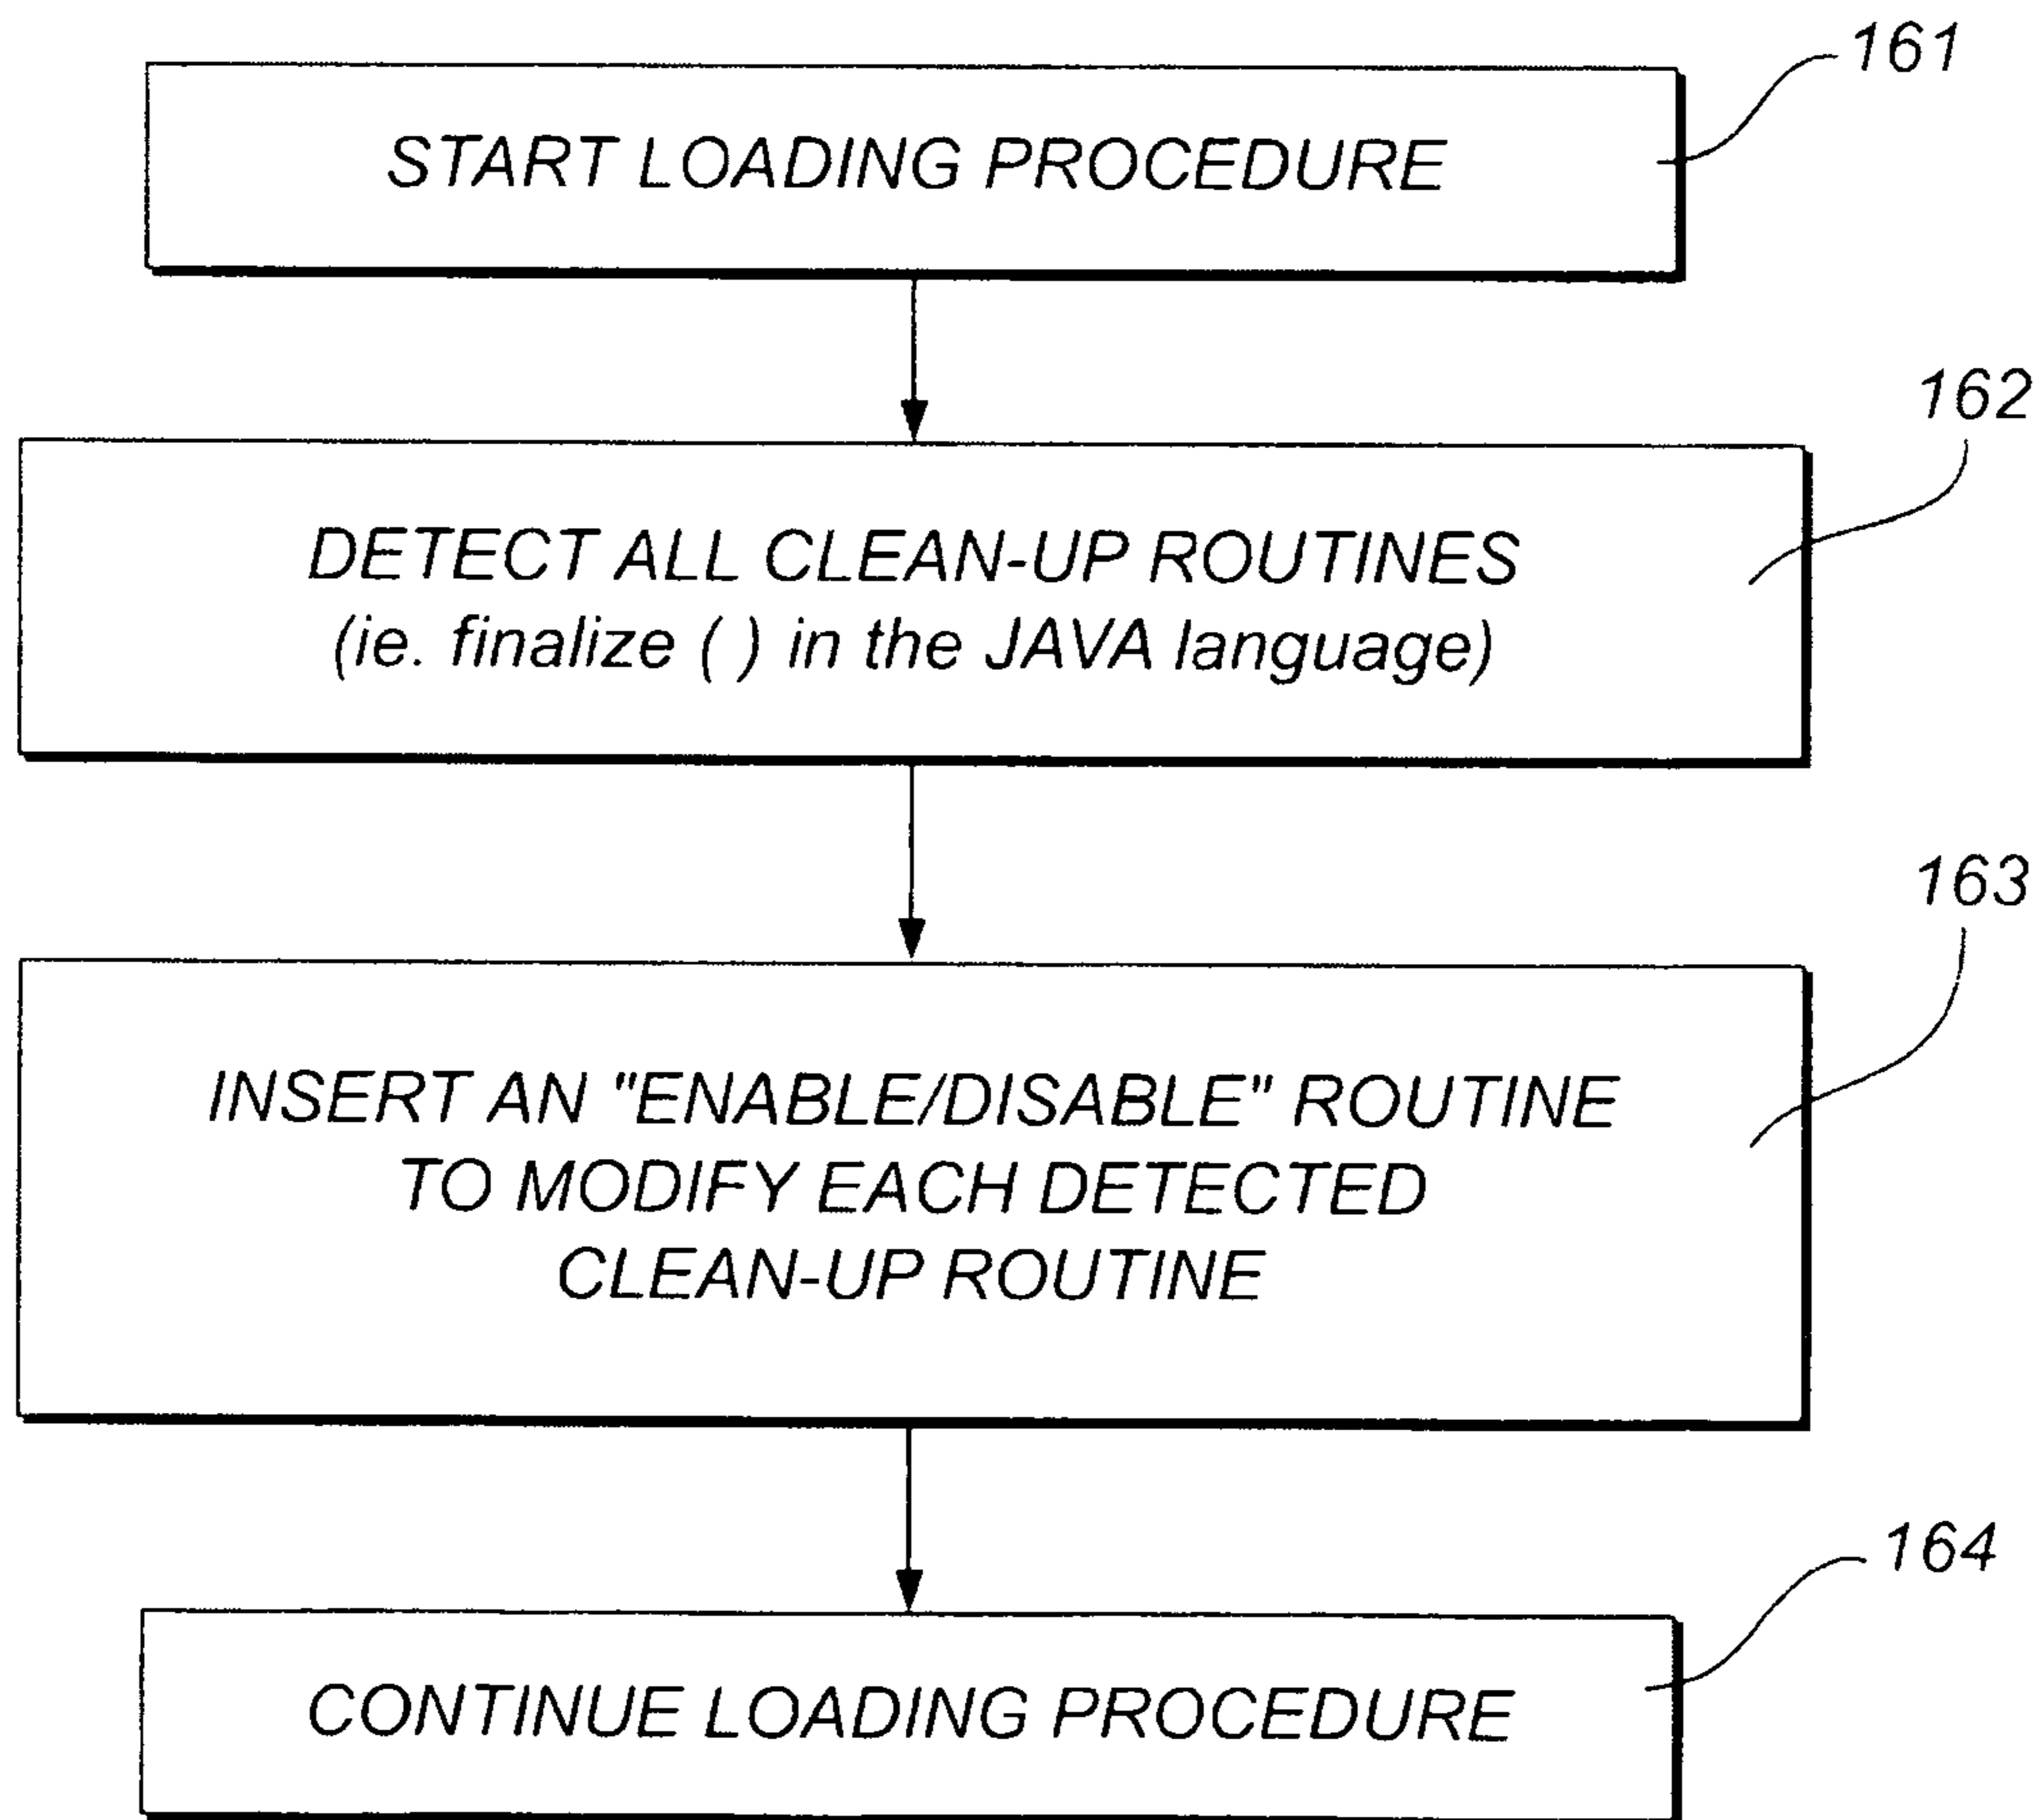 161
START LOADING PROCEDURE
162
DETECT ALL CLEAN-UP ROUTINES
(ie. finalize ( ) in the JAVA language)
163
INSERT AN "ENABLE/DISABLE" ROUTINE
TO MODIFY EACH DETECTED
CLEAN-UP ROUTINE
164
CONTINUE LOADING PROCEDURE